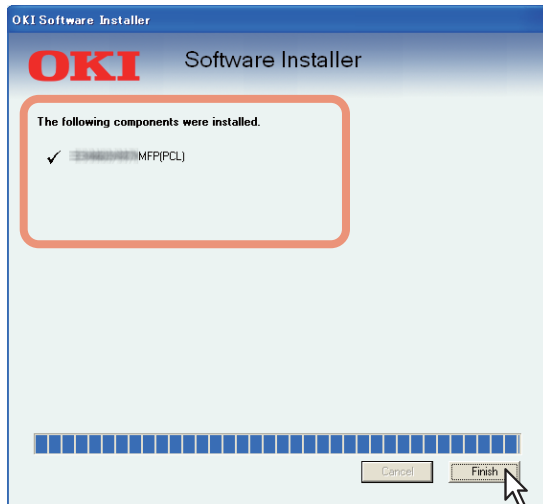 OKI Software Installer
OKI Software Installer
The following components were installed.
MFP(PCL)
Cancel Finish